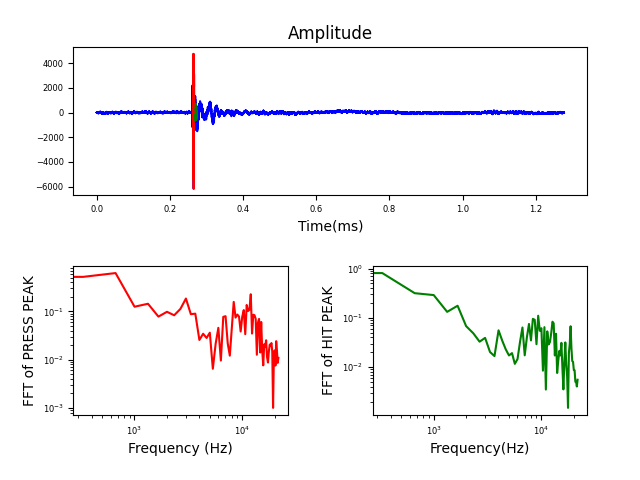 Amplitude
4000
2000
0
−2000
−4000
−6000
0.0 0.2 0.4 0.6 0.8 1.0 1.2
Time(ms)
FFT of PRESS PEAK
10⁻¹
10⁻²
10⁻³
10³ 10⁴
Frequency (Hz)
FFT of HIT PEAK
10⁰
10⁻¹
10⁻²
10³ 10⁴
Frequency(Hz)